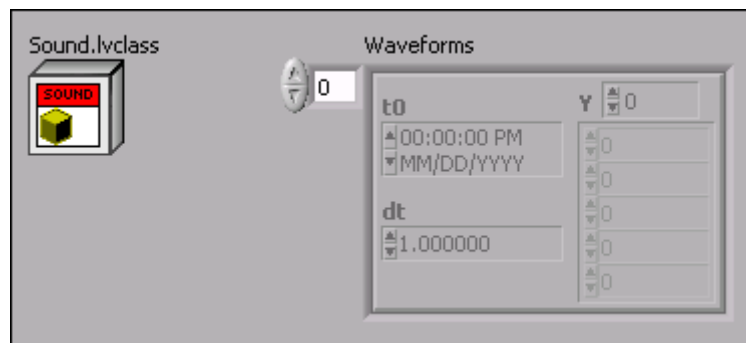 Sound.lvclass
SOUND
0
Waveforms
t0
00:00:00 PM
MM/DD/YYYY
dt
1.000000
Y
0
0
0
0
0
0